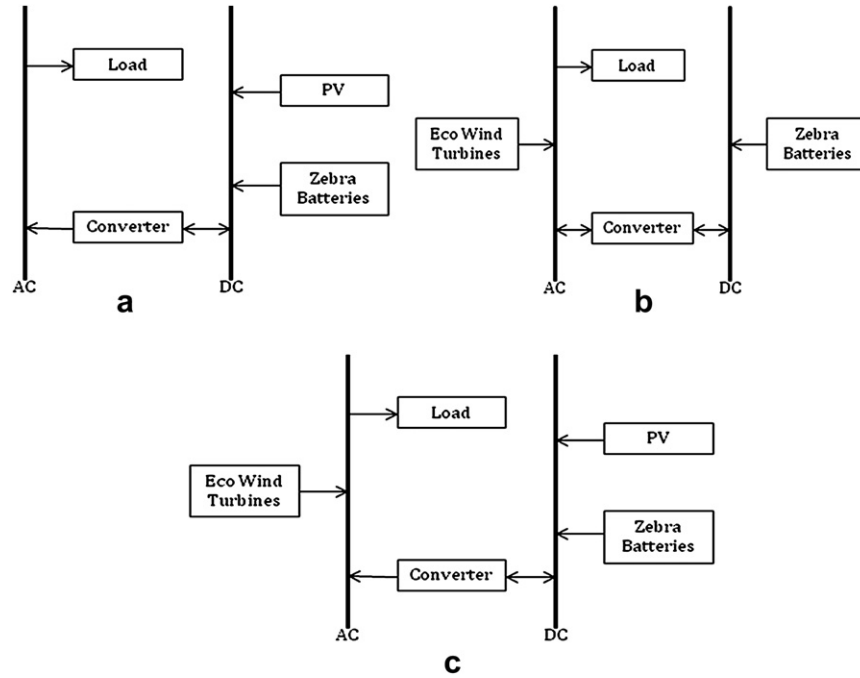 Load
PV
Zebra
Batteries
Converter
AC
DC
a
Load
Eco Wind
Turbines
Zebra
Batteries
Converter
AC
DC
b
Load
PV
Eco Wind
Turbines
Zebra
Batteries
Converter
AC
DC
c